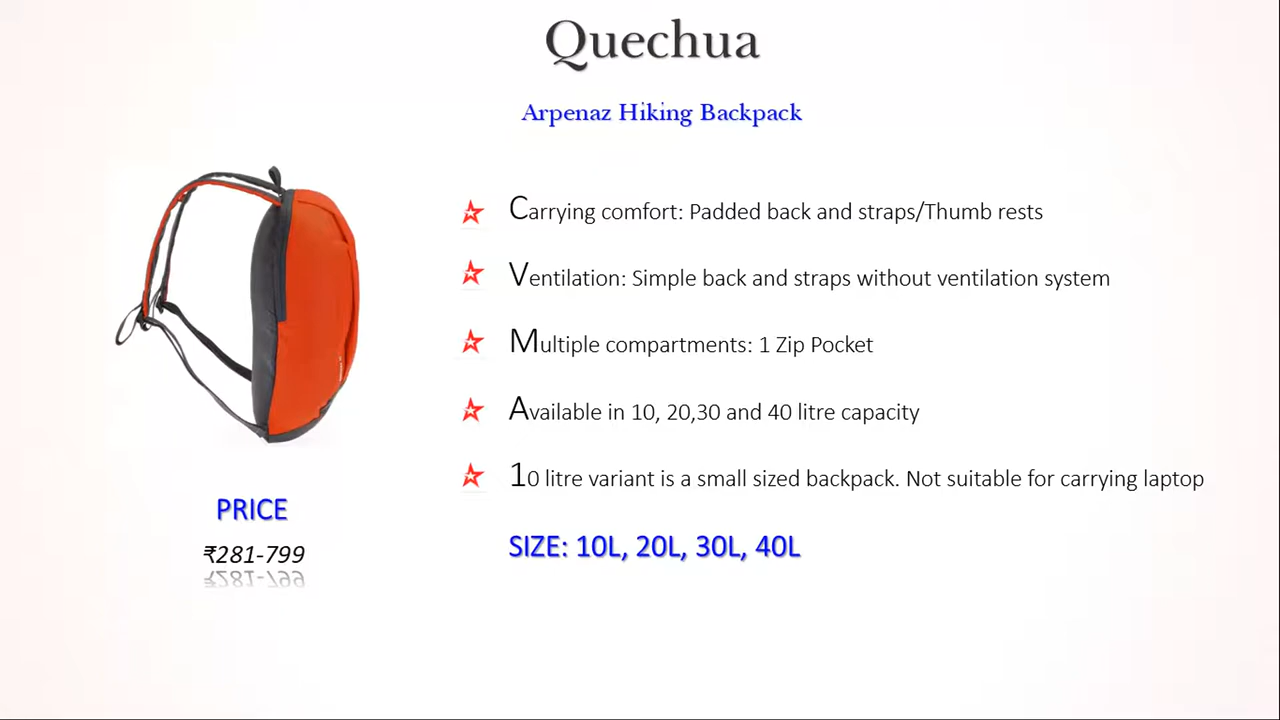 Quechua
Arpenaz Hiking Backpack
Carrying comfort: Padded back and straps/Thumb rests
Ventilation: Simple back and straps without ventilation system
Multiple compartments: 1 Zip Pocket
Available in 10, 20,30 and 40 litre capacity
10 litre variant is a small sized backpack. Not suitable for carrying laptop
SIZE: 10L, 20L, 30L, 40L
PRICE
₹281-799